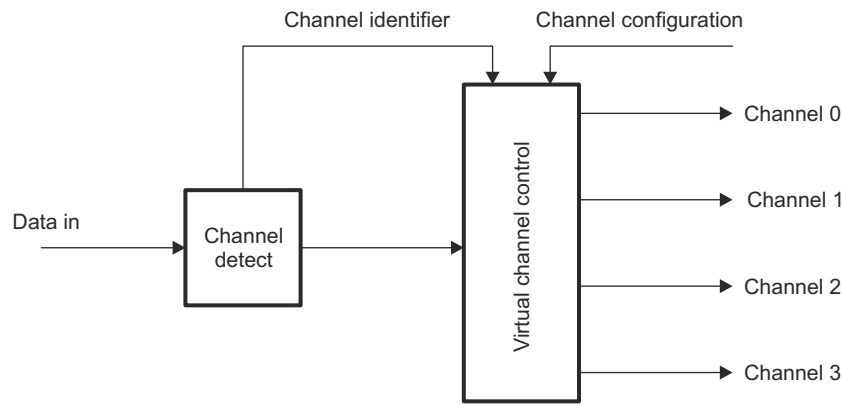 Channel identifier
Channel configuration
Channel 0
Data in
Channel
detect
Virtual channel control
Channel 1
Channel 2
Channel 3